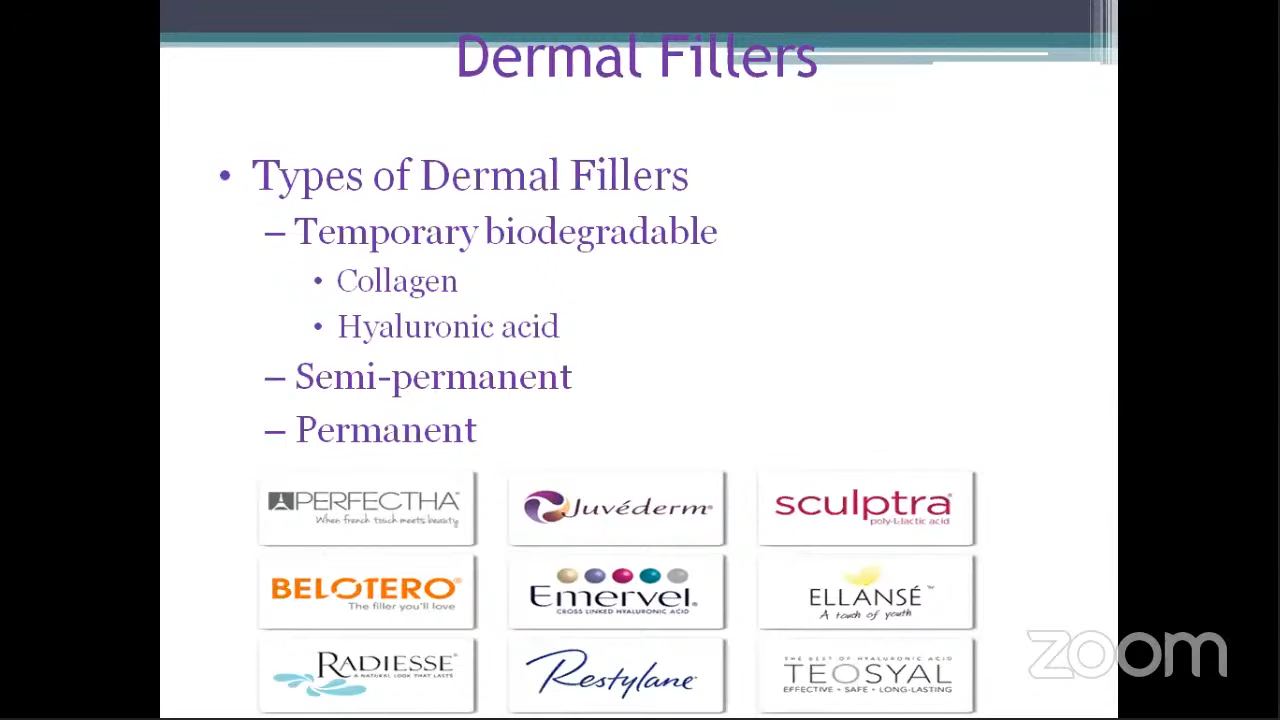 Dermal Fillers
• Types of Dermal Fillers
– Temporary biodegradable
• Collagen
• Hyaluronic acid
– Semi-permanent
– Permanent
PERFECTHA
When french touch meets beauty
Juvéderm®
sculptra®
poly-L-lactic acid
BELOTERO®
The filler you'll love
Emervel®
CROSS LINKED HYALURONIC ACID
ELLANSÉ™
A touch of youth
RADIESSE®
A NATURAL LOOK THAT LASTS
Restylane®
THE BEST OF HYALURONIC ACID
TEOSYAL
EFFECTIVE • SAFE • LONG-LASTING
zoom